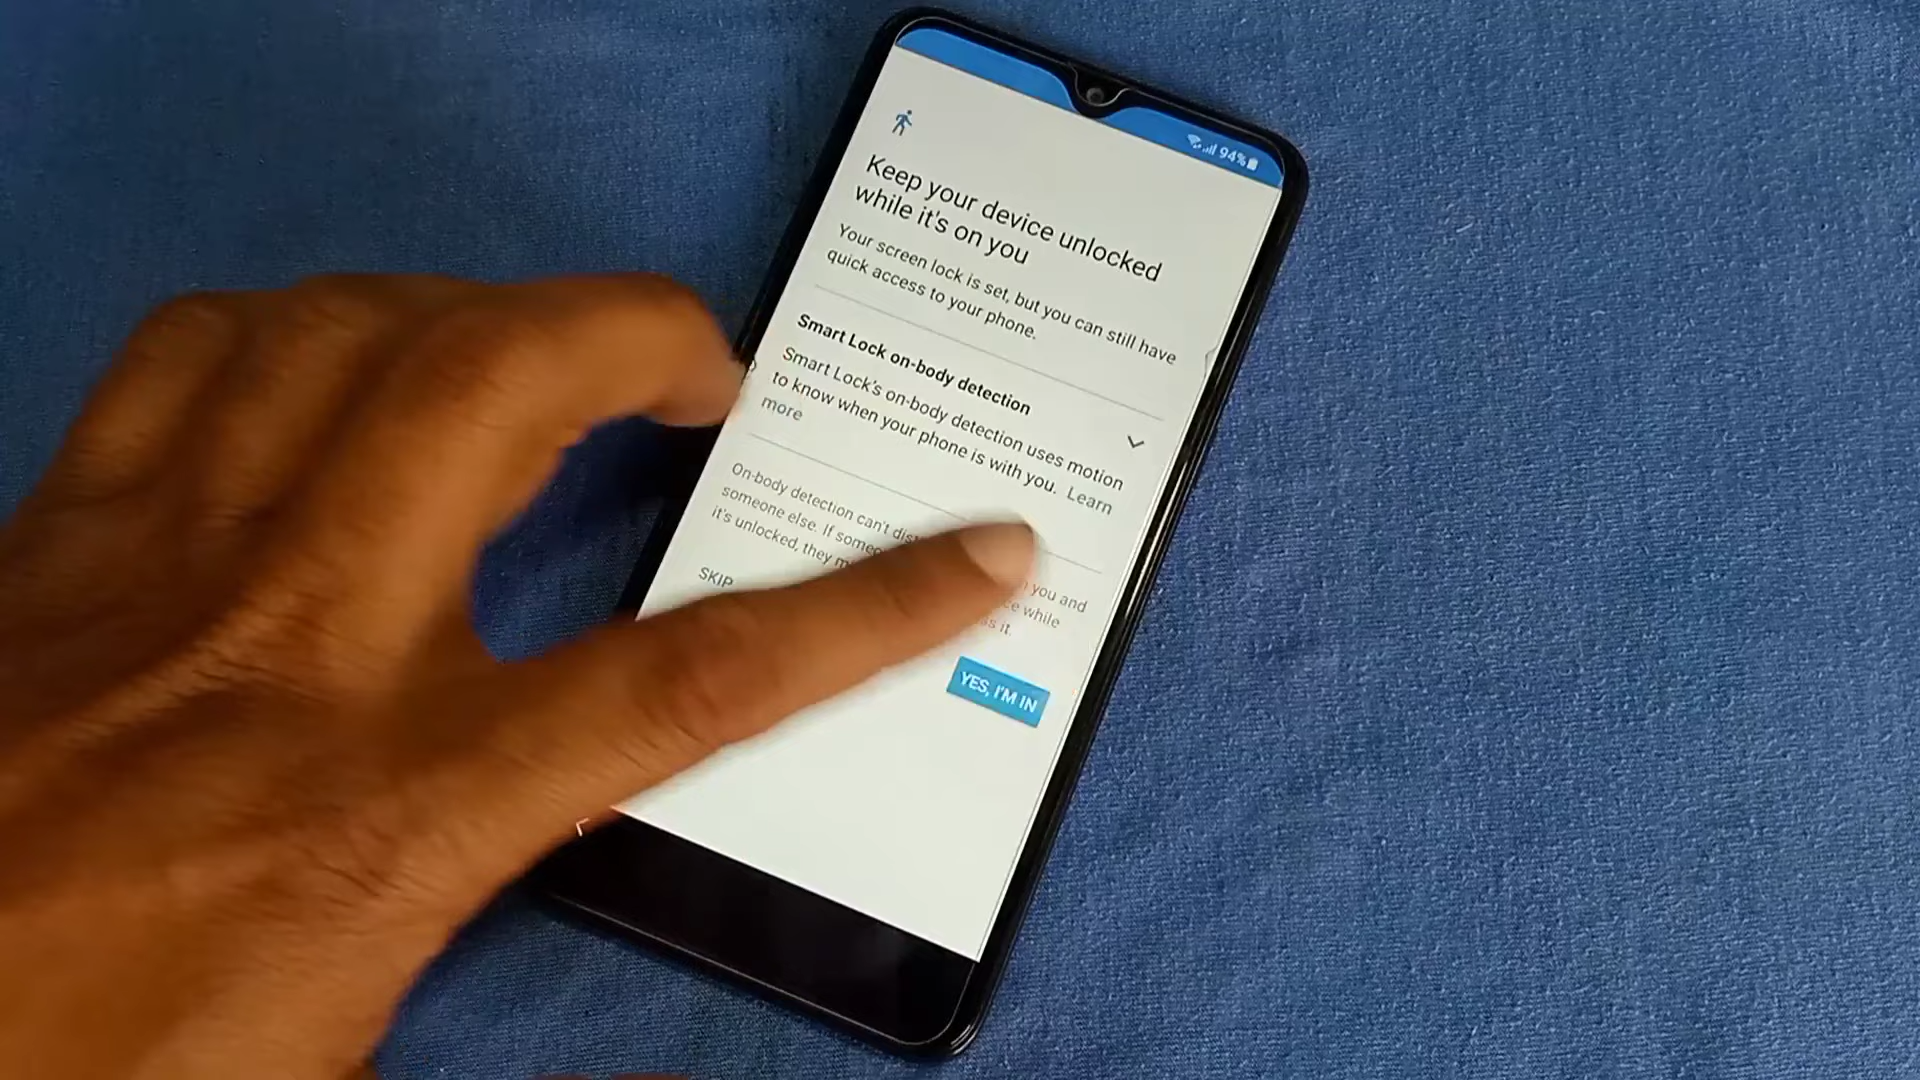 94%
Keep your device unlocked
while it's on you
Your screen lock is set, but you can still have
quick access to your phone.
Smart Lock on-body detection
Smart Lock's on-body detection uses motion
to know when your phone is with you. Learn
more
On-body detection can't you and
someone else. If while
it's unlocked, they it.
SKIP
YES, I'M IN